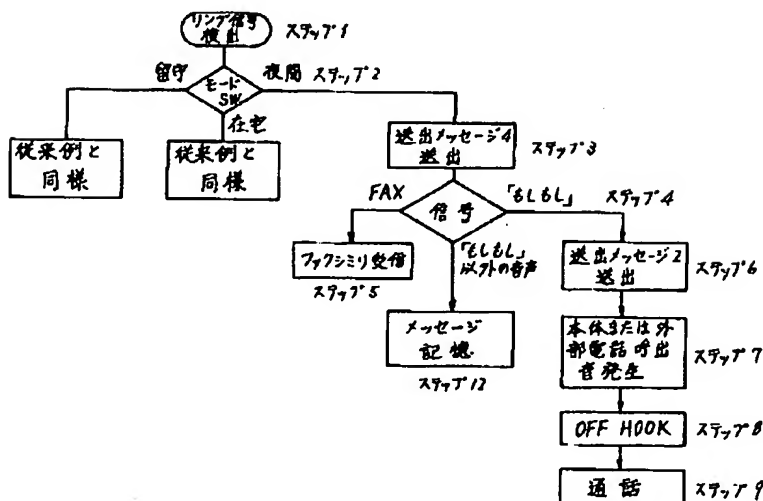 リング信号
検出
ステップ1
留守
モード
SW.
夜間
ステップ2
在宅
従来例と
同様
従来例と
同様
送出メッセージ4
送出
ステップ3
FAX
信号
「もしもし」
ステップ4
ファクシミリ受信
ステップ5
「もしもし」
以外の音声
メッセージ
記憶
ステップ12
送出メッセージ2
送出
ステップ6
本体または外
部電話呼出
音発生
ステップ7
OFF HOOK
ステップ8
通話
ステップ9